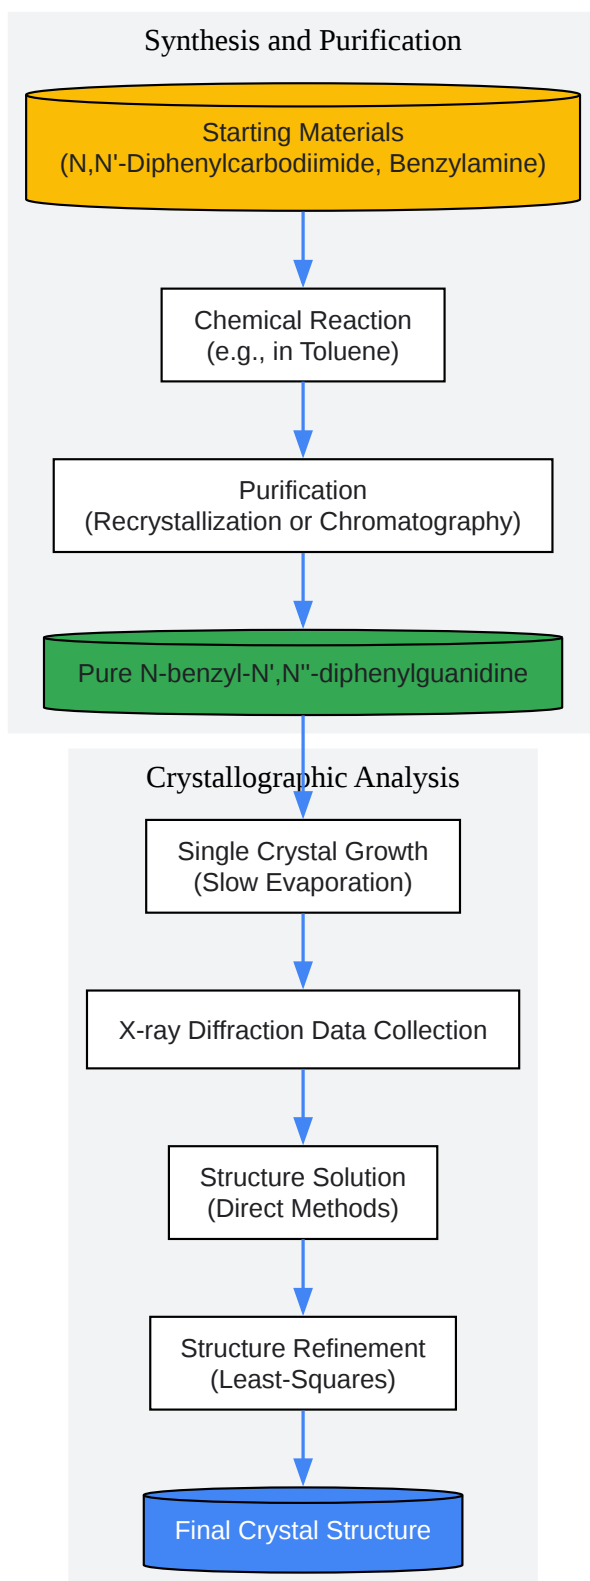 Synthesis and Purification
Starting Materials
(N,N'-Diphenylcarbodiimide, Benzylamine)
Chemical Reaction
(e.g., in Toluene)
Purification
(Recrystallization or Chromatography)
Pure N-benzyl-N',N''-diphenylguanidine
Crystallographic Analysis
Single Crystal Growth
(Slow Evaporation)
X-ray Diffraction Data Collection
Structure Solution
(Direct Methods)
Structure Refinement
(Least-Squares)
Final Crystal Structure